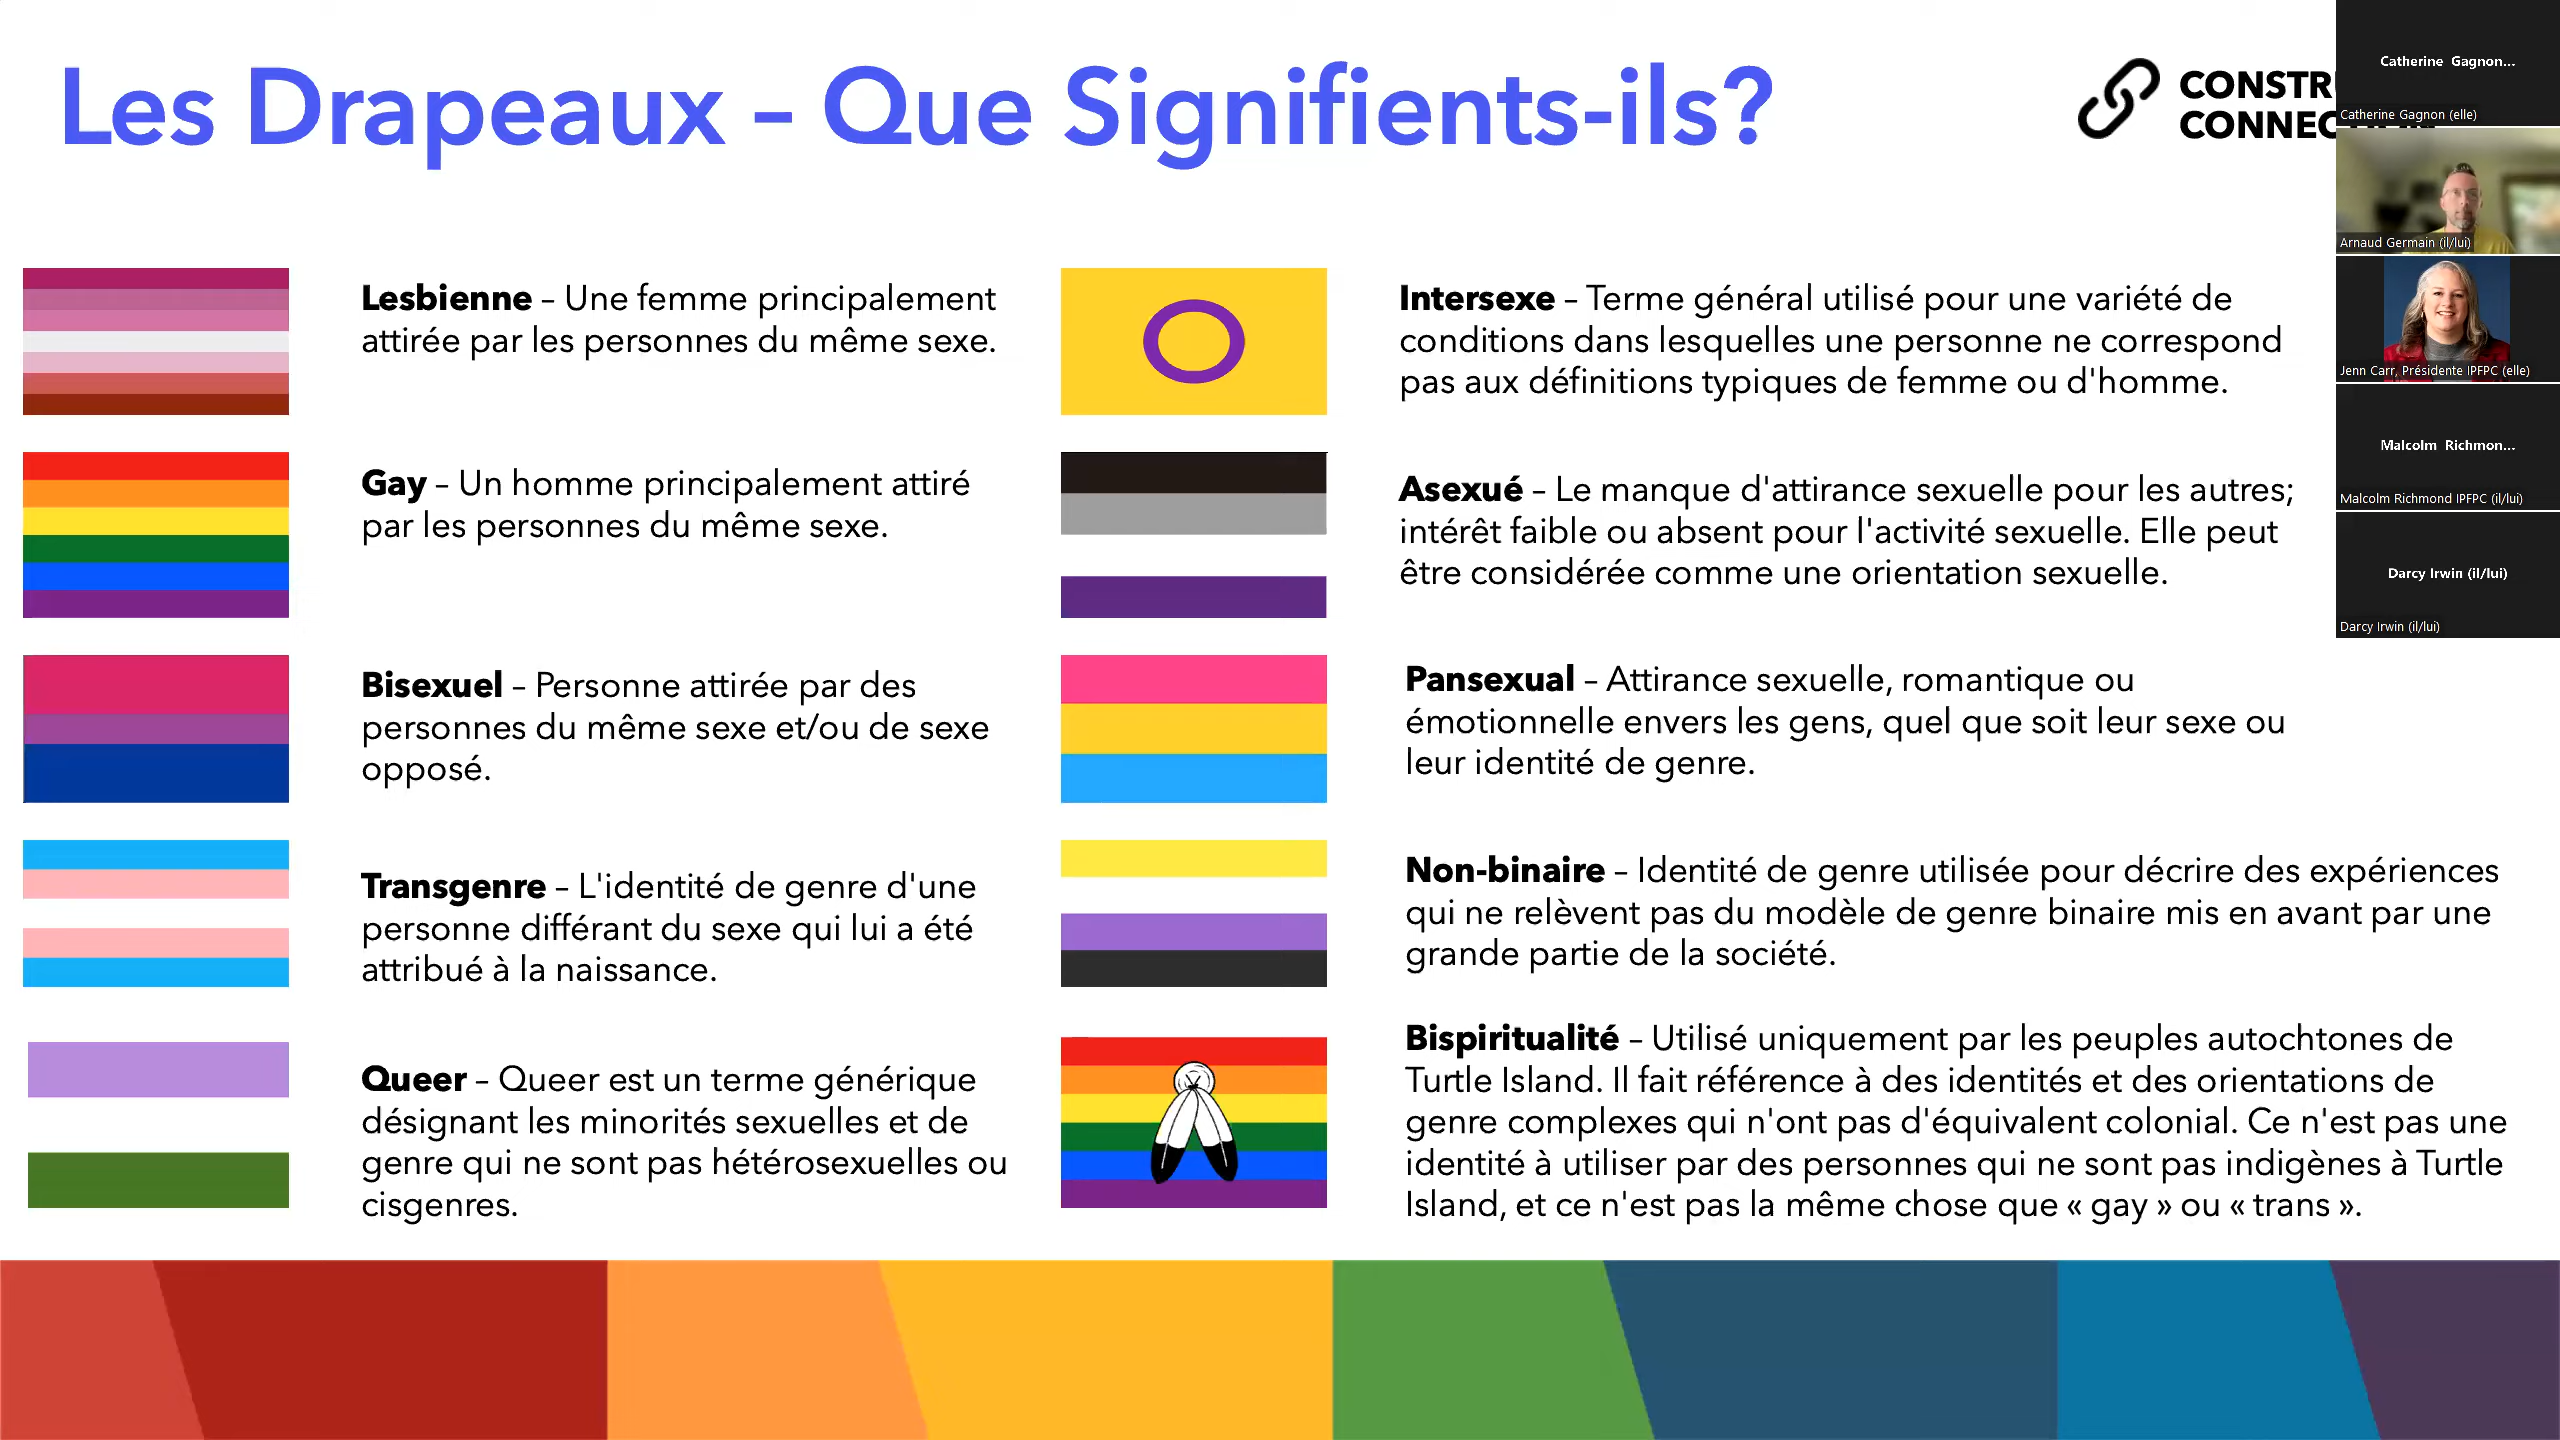 Les Drapeaux – Que Signifients-ils?
Lesbienne – Une femme principalement
attirée par les personnes du même sexe.
Gay – Un homme principalement attiré
par les personnes du même sexe.
Bisexuel – Personne attirée par des
personnes du même sexe et/ou de sexe
opposé.
Transgenre – L'identité de genre d'une
personne différant du sexe qui lui a été
attribué à la naissance.
Queer – Queer est un terme générique
désignant les minorités sexuelles et de
genre qui ne sont pas hétérosexuelles ou
cisgenres.
Intersexe – Terme général utilisé pour une variété de
conditions dans lesquelles une personne ne correspond
pas aux définitions typiques de femme ou d'homme.
Asexué – Le manque d'attirance sexuelle pour les autres;
intérêt faible ou absent pour l'activité sexuelle. Elle peut
être considérée comme une orientation sexuelle.
Pansexual – Attirance sexuelle, romantique ou
émotionnelle envers les gens, quel que soit leur sexe ou
leur identité de genre.
Non-binaire – Identité de genre utilisée pour décrire des expériences
qui ne relèvent pas du modèle de genre binaire mis en avant par une
grande partie de la société.
Bispiritualité – Utilisé uniquement par les peuples autochtones de
Turtle Island. Il fait référence à des identités et des orientations de
genre complexes qui n'ont pas d'équivalent colonial. Ce n'est pas une
identité à utiliser par des personnes qui ne sont pas indigènes à Turtle
Island, et ce n'est pas la même chose que « gay » ou « trans ».
Catherine Gagnon...
Catherine Gagnon (elle)
Arnaud Germain (il/lui)
Jenn Carr, Présidente IPFPC (elle)
Malcolm Richmon...
Malcolm Richmond IPFPC (il/lui)
Darcy Irwin (il/lui)
Darcy Irwin (il/lui)